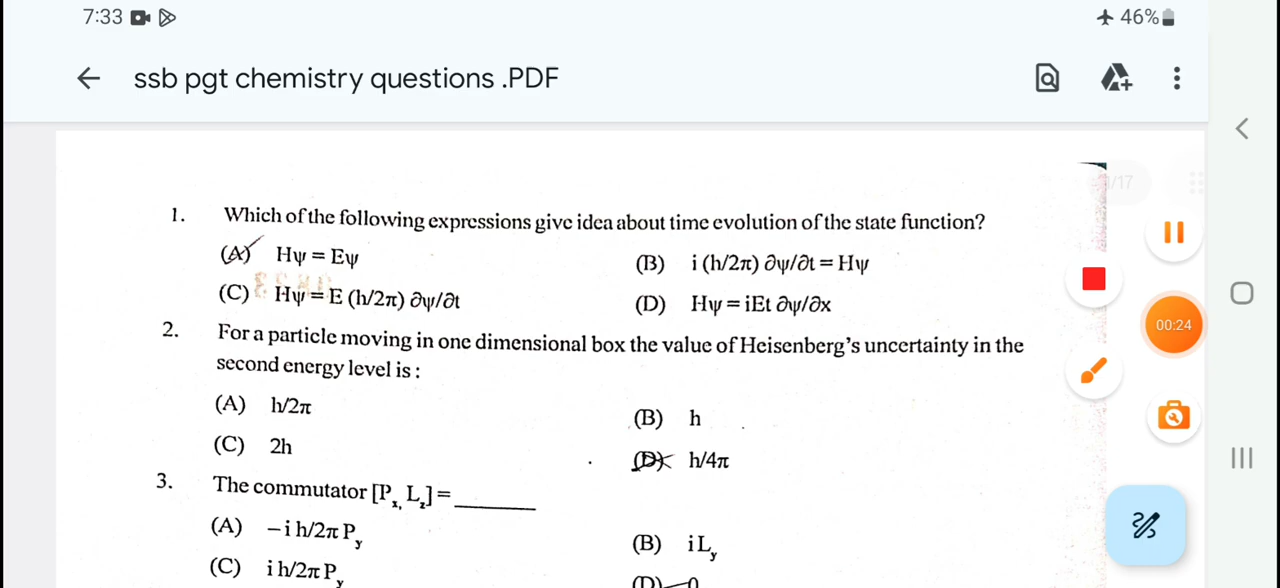 7:33
46%
ssb pgt chemistry questions .PDF
/17
1. Which of the following expressions give idea about time evolution of the state function?
(A) Hψ = Eψ
(B) i (h/2π) ∂ψ/∂t = Hψ
(C) Hψ = E (h/2π) ∂ψ/∂t
(D) Hψ = iEt ∂ψ/∂x
00:24
2. For a particle moving in one dimensional box the value of Heisenberg's uncertainty in the
second energy level is :
(A) h/2π
(B) h
(C) 2h
(D) h/4π
3. The commutator [Px, Lz] = ______
(A) – i h/2π Py
(B) i Ly
(C) i h/2π Py
(D) 0